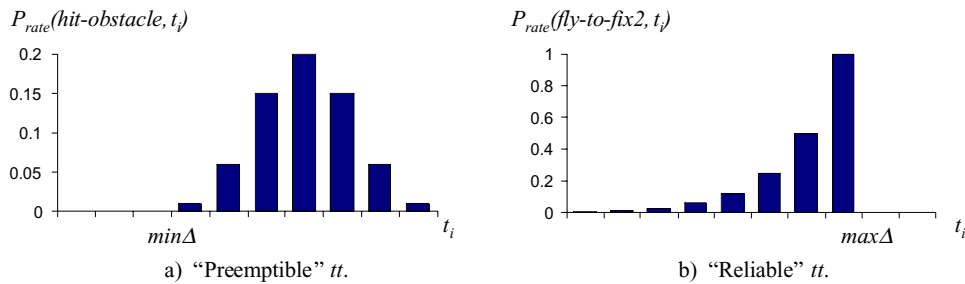 P_rate(hit-obstacle, t_i)
0.2
0.15
0.1
0.05
0
minΔ
t_i
a) “Preemptible” tt.
P_rate(fly-to-fix2, t_i)
1
0.8
0.6
0.4
0.2
0
maxΔ
t_i
b) “Reliable” tt.